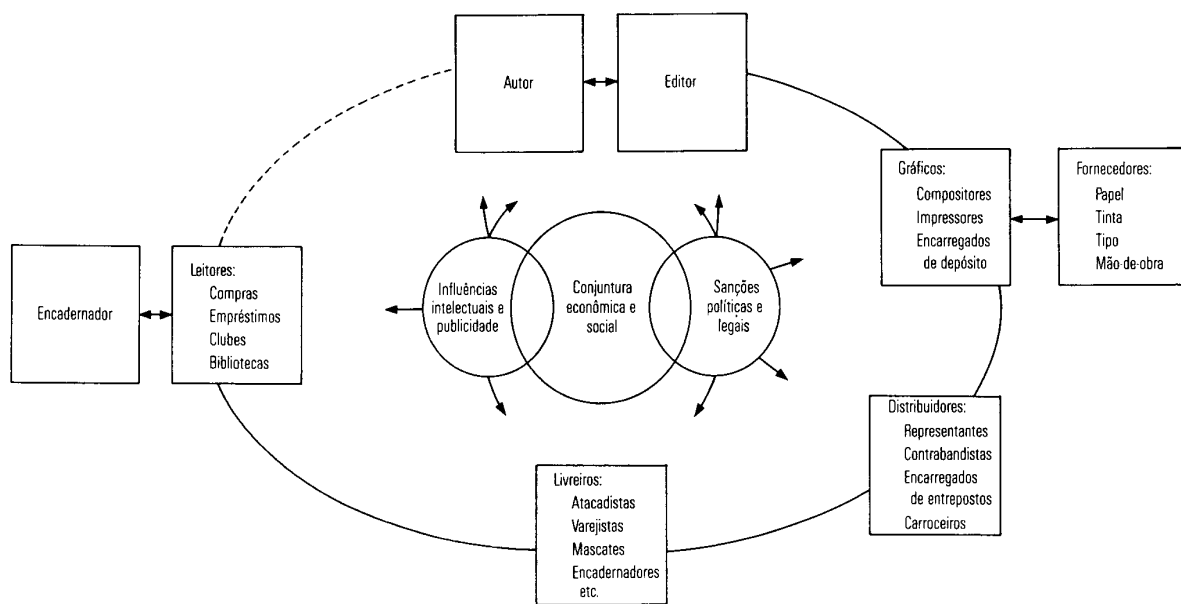 Autor
Editor
Gráficos:
Compositores
Impressores
Encarregados
de depósito
Fornecedores:
Papel
Tinta
Tipo
Mão-de-obra
Encadernador
Leitores:
Compras
Empréstimos
Clubes
Bibliotecas
Influências
intelectuais e
publicidade
Conjuntura
econômica e
social
Sanções
políticas e
legais
Distribuidores:
Representantes
Contrabandistas
Encarregados
de entrepostos
Carroceiros
Livreiros:
Atacadistas
Varejistas
Mascates
Encadernadores
etc.